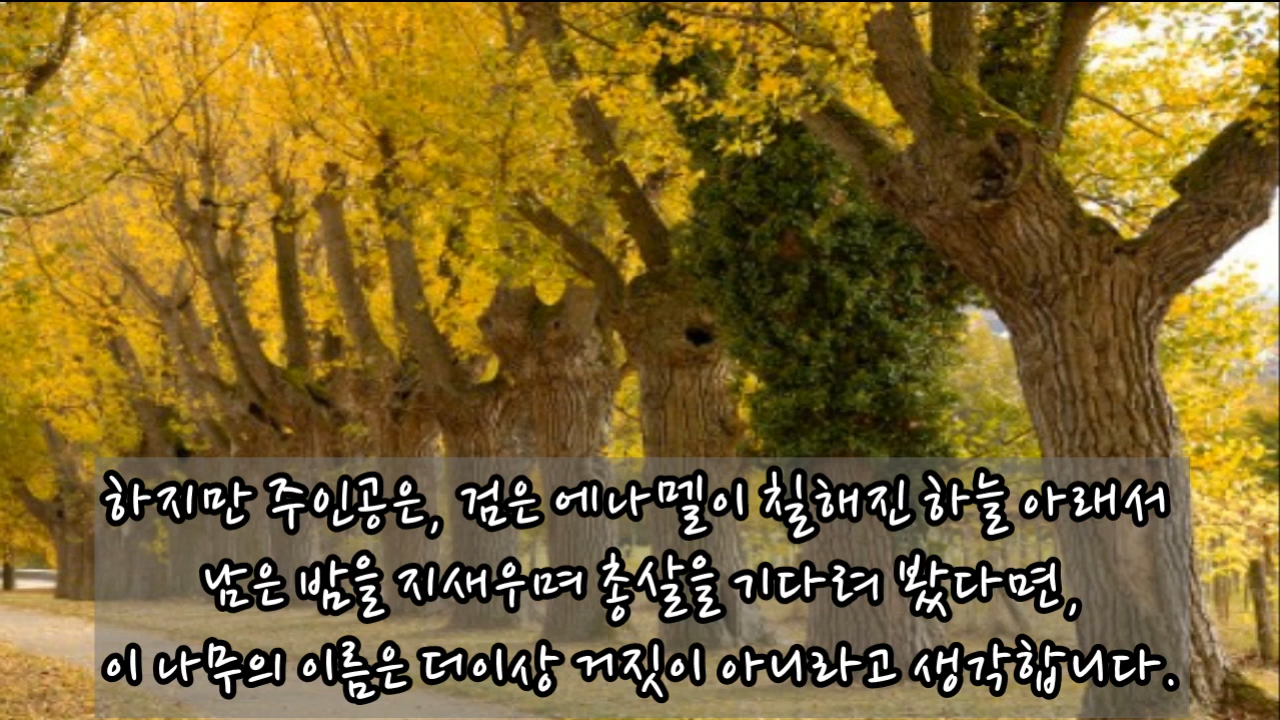 하지만 주인공은, 검은 에나멜이 칠해진 하늘 아래서
남은 밤을 지새우며 총살을 기다려 봤다면,
이 나무의 이름은 더이상 거짓이 아니라고 생각합니다.